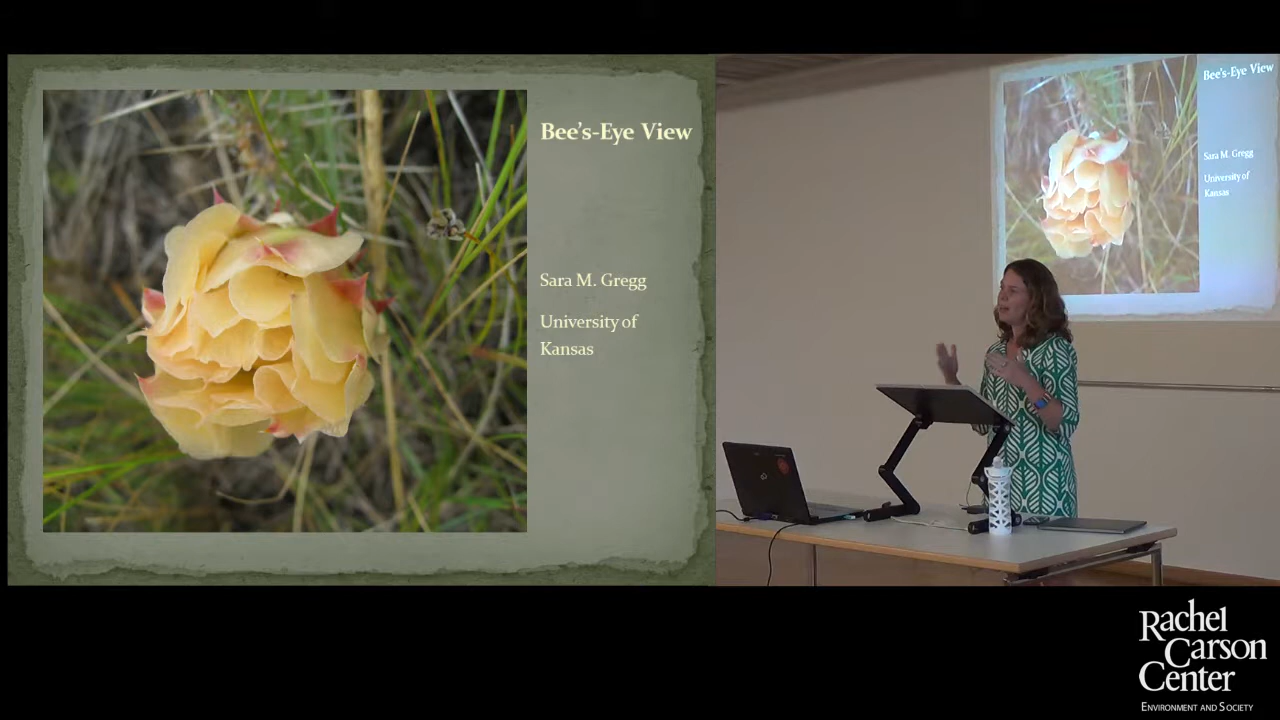 Bee's-Eye View
Sara M. Gregg
University of
Kansas
Bee's-Eye View
Sara M. Gregg
University of
Kansas
Rachel
Carson
Center
Environment and Society